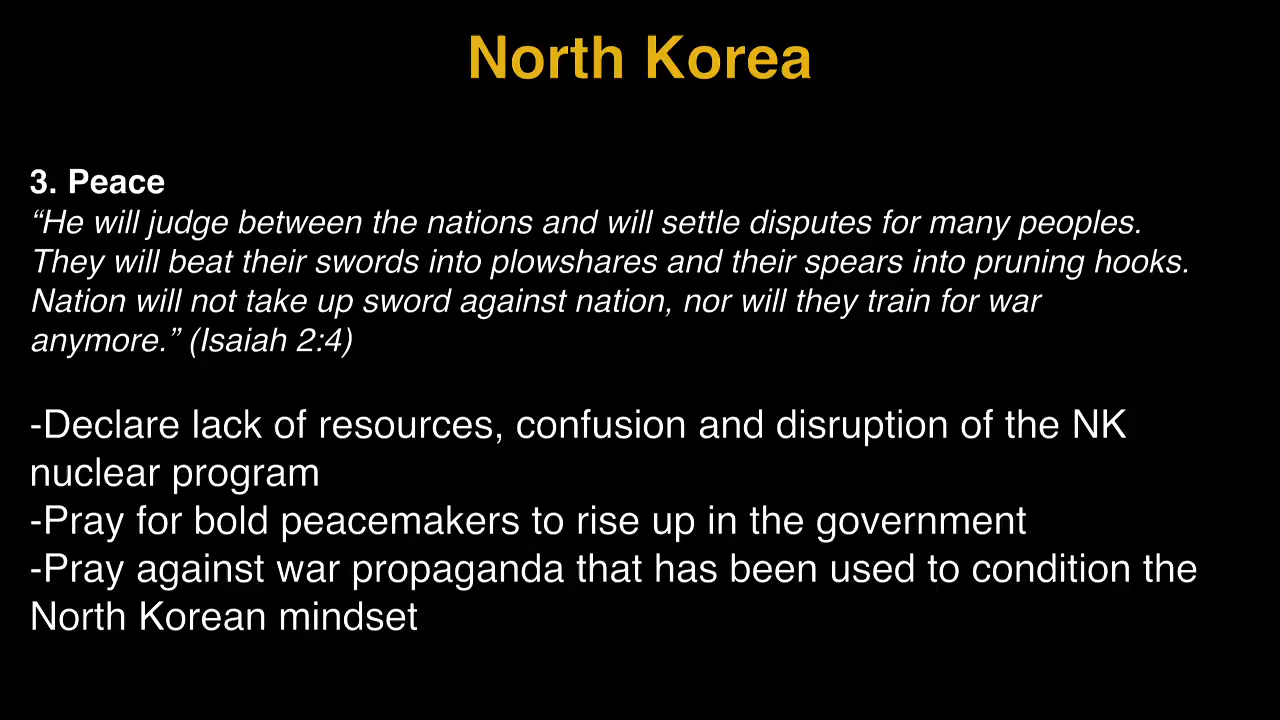 North Korea
3. Peace
“He will judge between the nations and will settle disputes for many peoples.
They will beat their swords into plowshares and their spears into pruning hooks.
Nation will not take up sword against nation, nor will they train for war
anymore.” (Isaiah 2:4)
-Declare lack of resources, confusion and disruption of the NK
nuclear program
-Pray for bold peacemakers to rise up in the government
-Pray against war propaganda that has been used to condition the
North Korean mindset